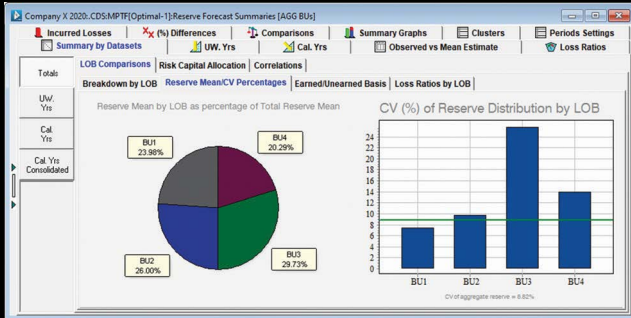 Company X 2020:.CDS:MPTF[Optimal-1]:Reserve Forecast Summaries [AGG BUs]
Incurred Losses
X,Y (%) Differences
Comparisons
Summary Graphs
Clusters
Periods Settings
Summary by Datasets
UW. Yrs
Cal. Yrs
Observed vs Mean Estimate
Loss Ratios
Totals
UW.
Yrs
Cal.
Yrs
Cal. Yrs
Consolidated
LOB Comparisons
Risk Capital Allocation
Correlations
Breakdown by LOB
Reserve Mean/CV Percentages
Earned/Unearned Basis
Loss Ratios by LOB
Reserve Mean by LOB as percentage of Total Reserve Mean
BU1
23.98%
BU4
20.29%
BU2
26.00%
BU3
29.73%
CV (%) of Reserve Distribution by LOB
24
22
20
18
16
14
12
10
8
6
4
2
0
BU1
BU2
BU3
BU4
CV of aggregate reserve = 8.82%